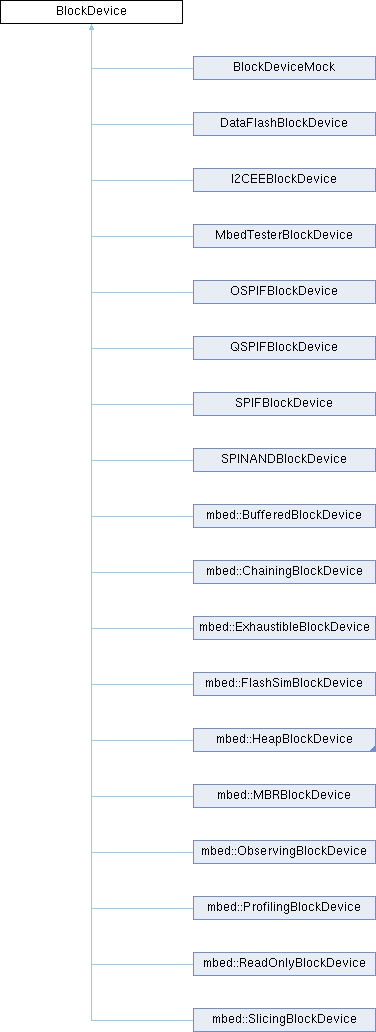 BlockDevice
BlockDeviceMock
DataFlashBlockDevice
I2CEEBlockDevice
MbedTesterBlockDevice
OSPIFBlockDevice
QSPIFBlockDevice
SPIFBlockDevice
SPINANDBlockDevice
mbed::BufferedBlockDevice
mbed::ChainingBlockDevice
mbed::ExhaustibleBlockDevice
mbed::FlashSimBlockDevice
mbed::HeapBlockDevice
mbed::MBRBlockDevice
mbed::ObservingBlockDevice
mbed::ProfilingBlockDevice
mbed::ReadOnlyBlockDevice
mbed::SlicingBlockDevice